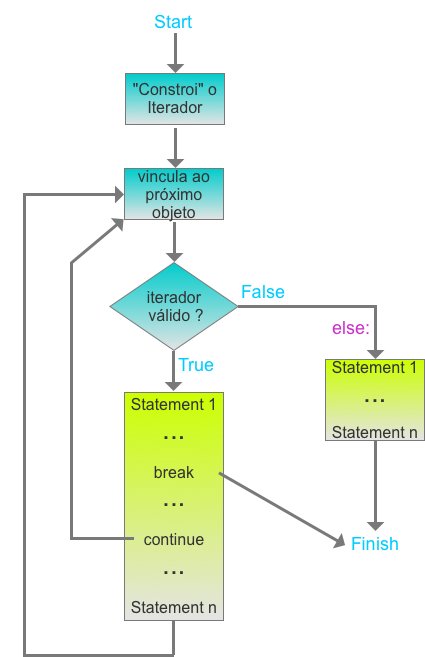 Start
"Constroi" o
Iterador
vincula ao
próximo
objeto
iterador
válido ?
False
else:
True
Statement 1
...
Statement n
Statement 1
...
break
...
continue
...
Statement n
Finish